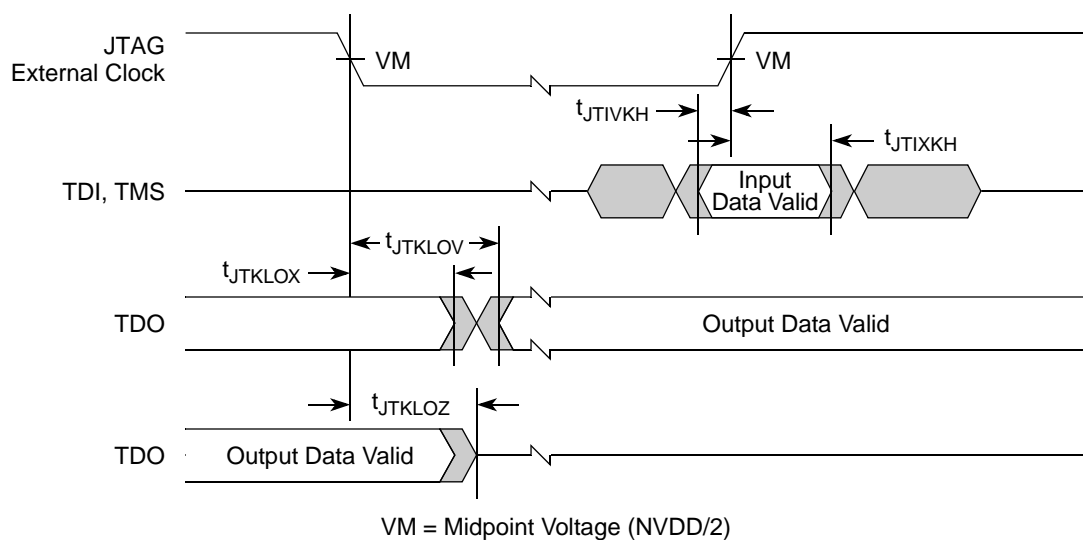 JTAG
External Clock
VM
VM
tJTIVKH
tJTIXKH
TDI, TMS
Input
Data Valid
tJTKLOV
tJTKLOX
TDO
Output Data Valid
tJTKLOZ
TDO
Output Data Valid
VM = Midpoint Voltage (NVDD/2)